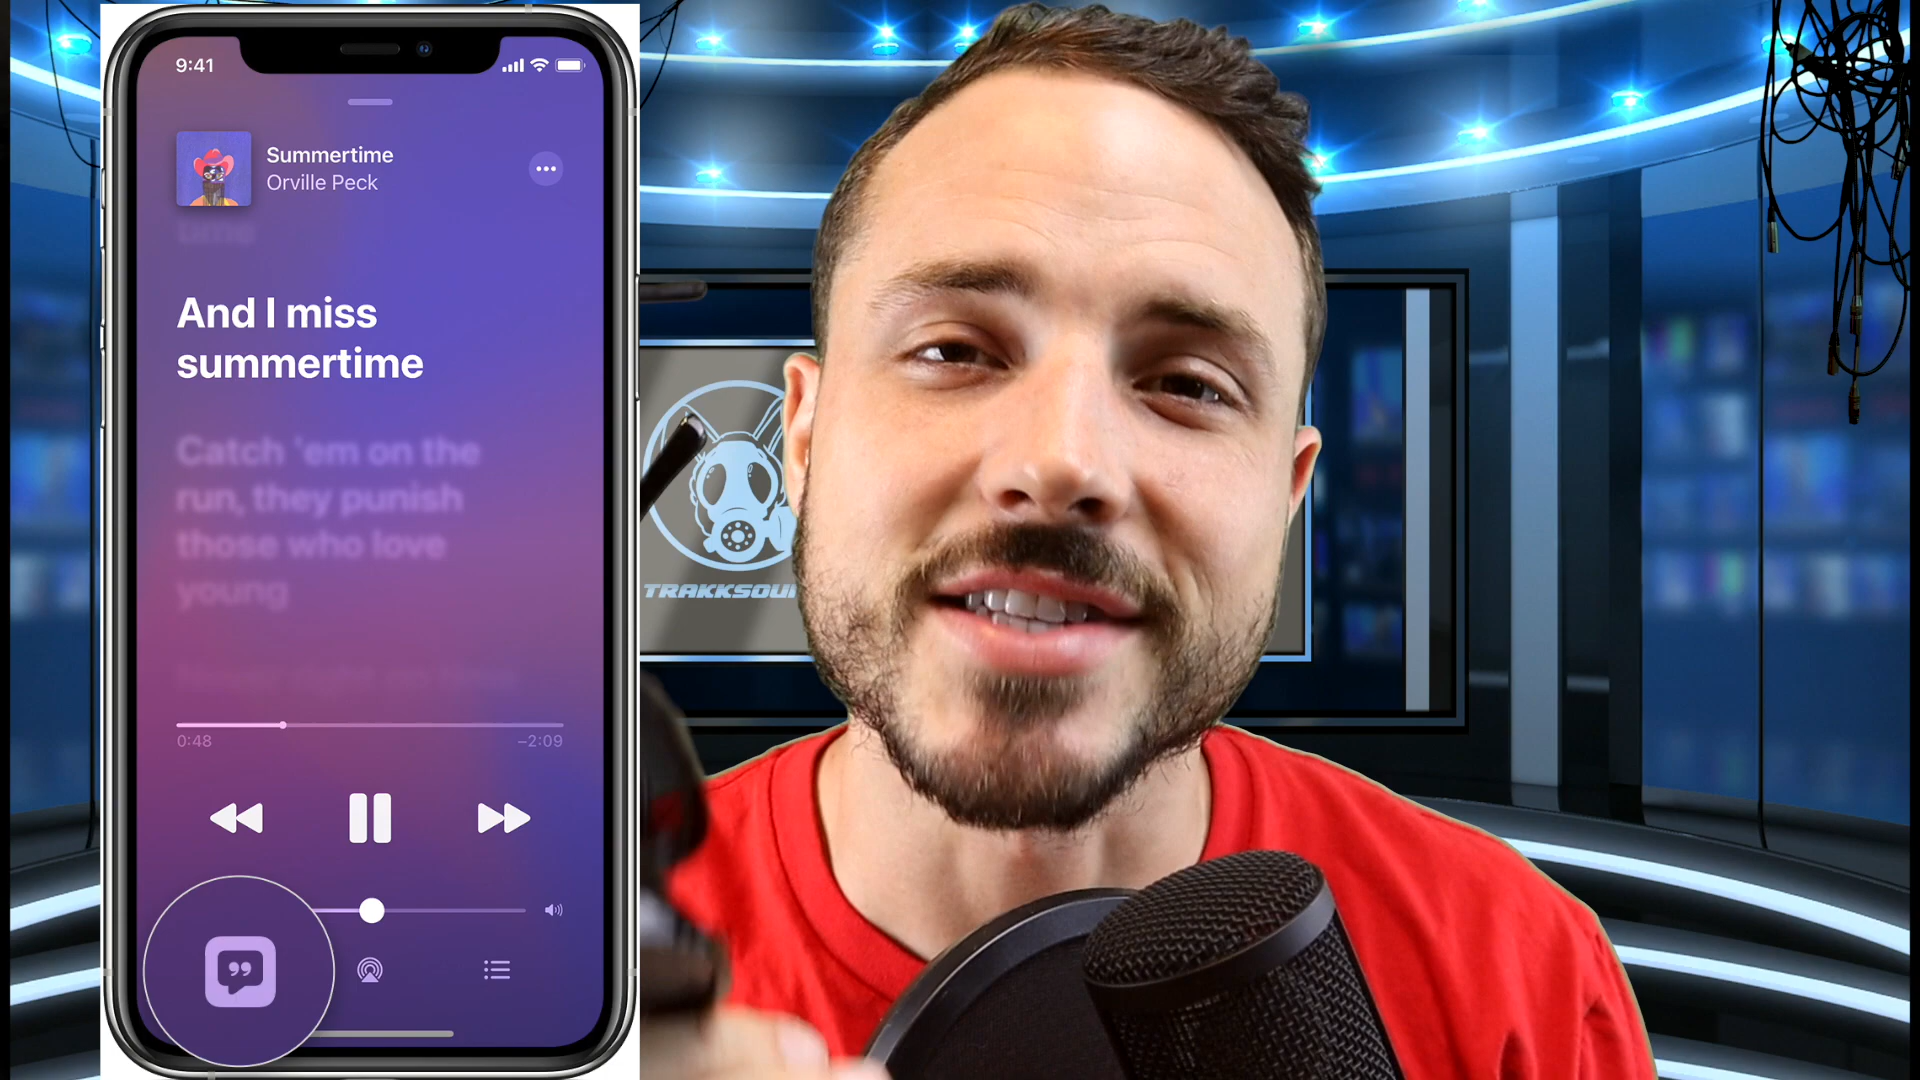 9:41
Summertime
Orville Peck
time
And I miss
summertime
Catch 'em on the
run, they punish
those who love
young
0:48
-2:09
TRAKKSOU